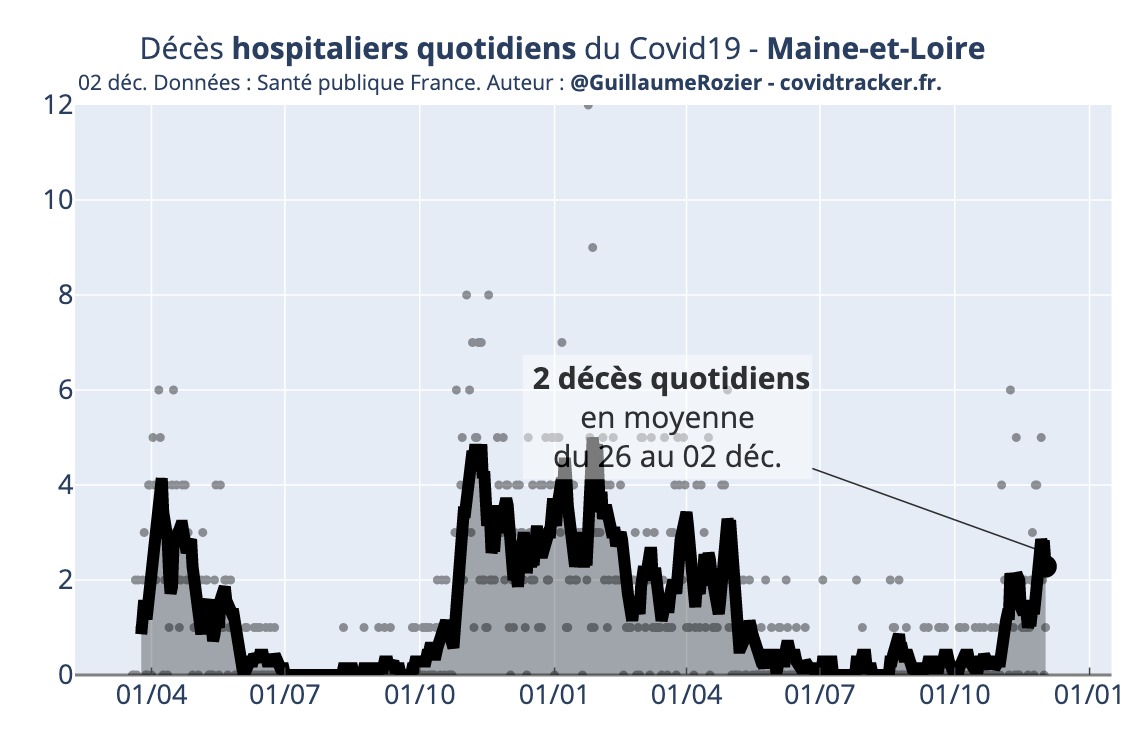 Décès hospitaliers quotidiens du Covid19 - Maine-et-Loire
02 déc. Données : Santé publique France. Auteur : @GuillaumeRozier - covidtracker.fr.
12
10
8
6
4
2
0
2 décès quotidiens
en moyenne
du 26 au 02 déc.
01/04 01/07 01/10 01/01 01/04 01/07 01/10 01/01